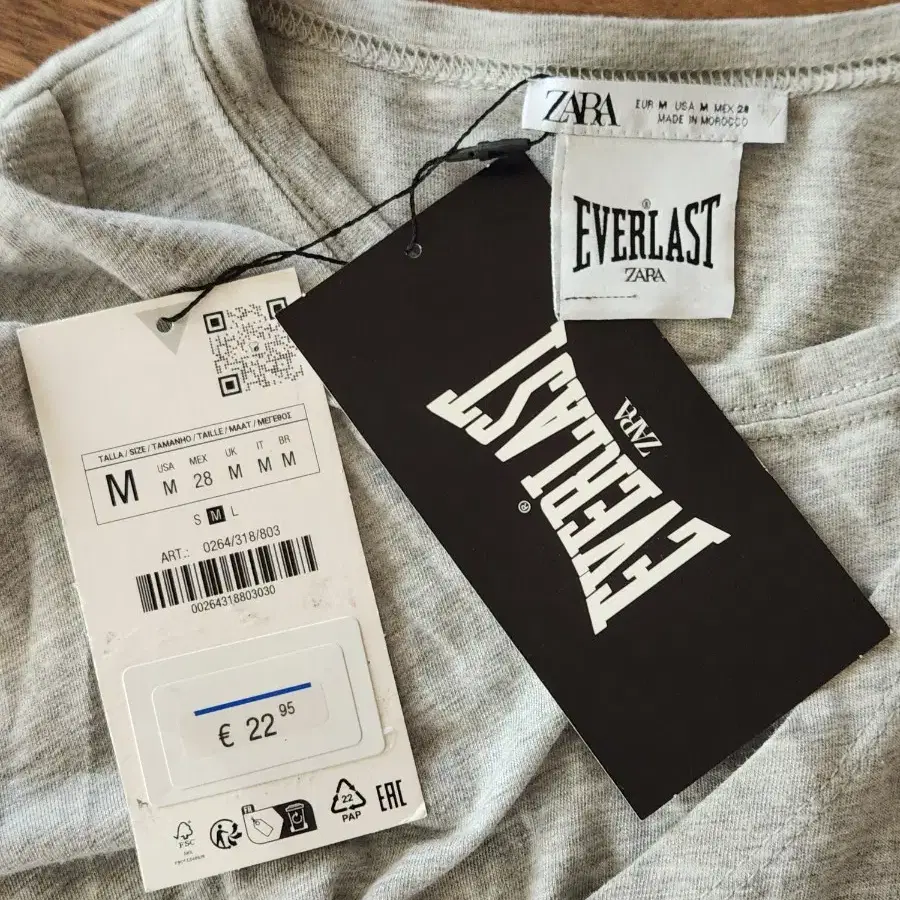 ZARA
EUR M USA M MEX 28
MADE IN MOROCCO
EVERLAST
ZARA
EVERLAST
ZARA
TALLA / SIZE / TAMANHO / TAILLE / MAAT / ΜΕΓΕΘΟΣ
M
USA MEX UK IT BR
M 28 M M M
S M L
ART.: 0264/318/803
00264318803030
€ 22 95
FSC
FR
22
PAP
EAC